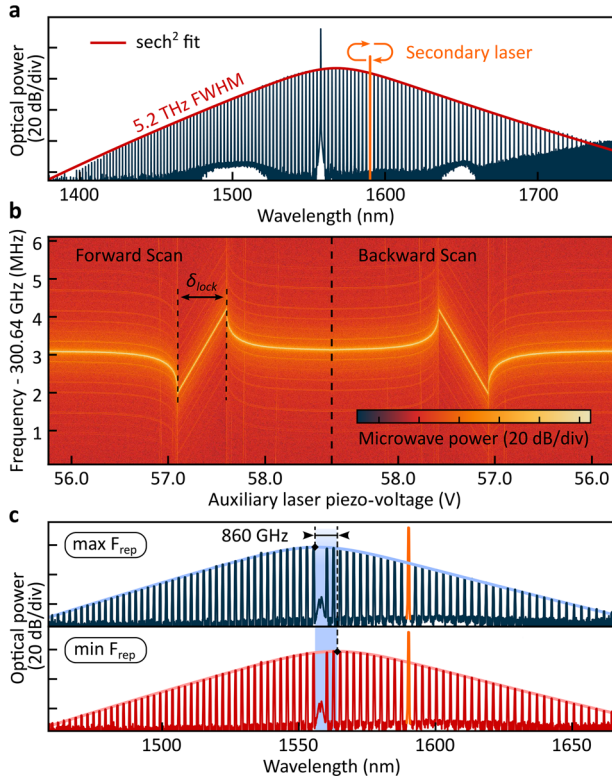 a
sech² fit
Secondary laser
5.2 THz FWHM
Optical power
(20 dB/div)
1400 1500 1600 1700
Wavelength (nm)
b
Forward Scan
Backward Scan
δlock
Frequency - 300.64 GHz (MHz)
6
5
4
3
2
1
Microwave power (20 dB/div)
56.0 57.0 58.0 58.0 57.0 56.0
Auxiliary laser piezo-voltage (V)
c
860 GHz
max Frep
min Frep
Optical power
(20 dB/div)
1500 1550 1600 1650
Wavelength (nm)